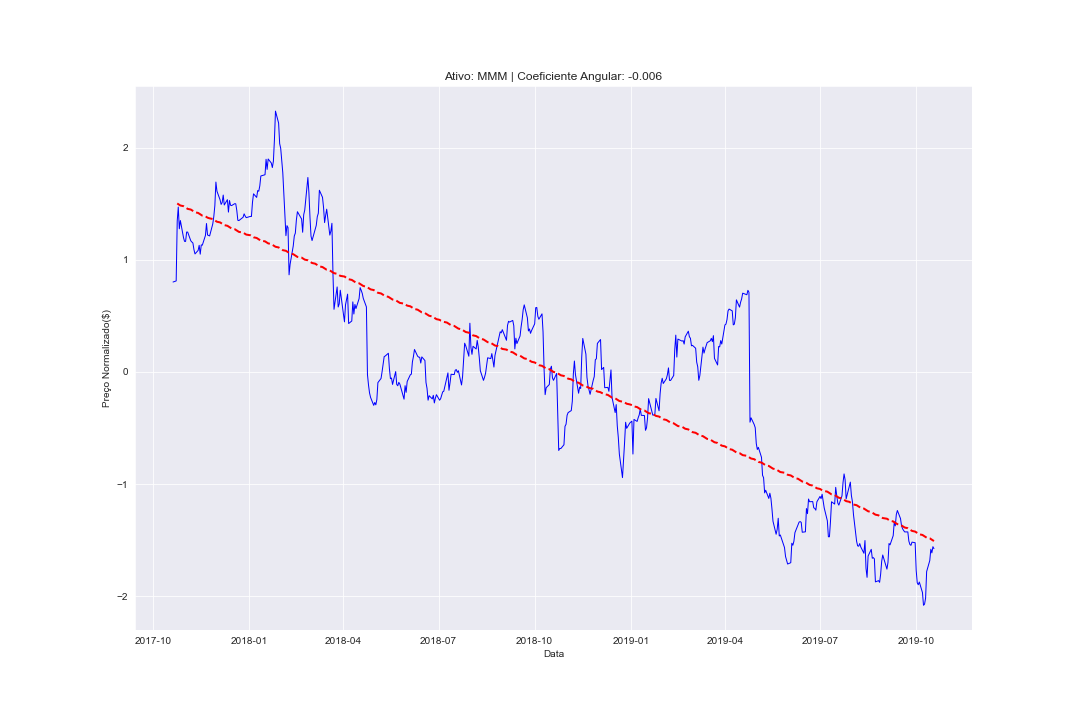 Ativo: MMM | Coeficiente Angular: -0.006
Preço Normalizado($)
2
1
0
−1
−2
2017-10 2018-01 2018-04 2018-07 2018-10 2019-01 2019-04 2019-07 2019-10
Data